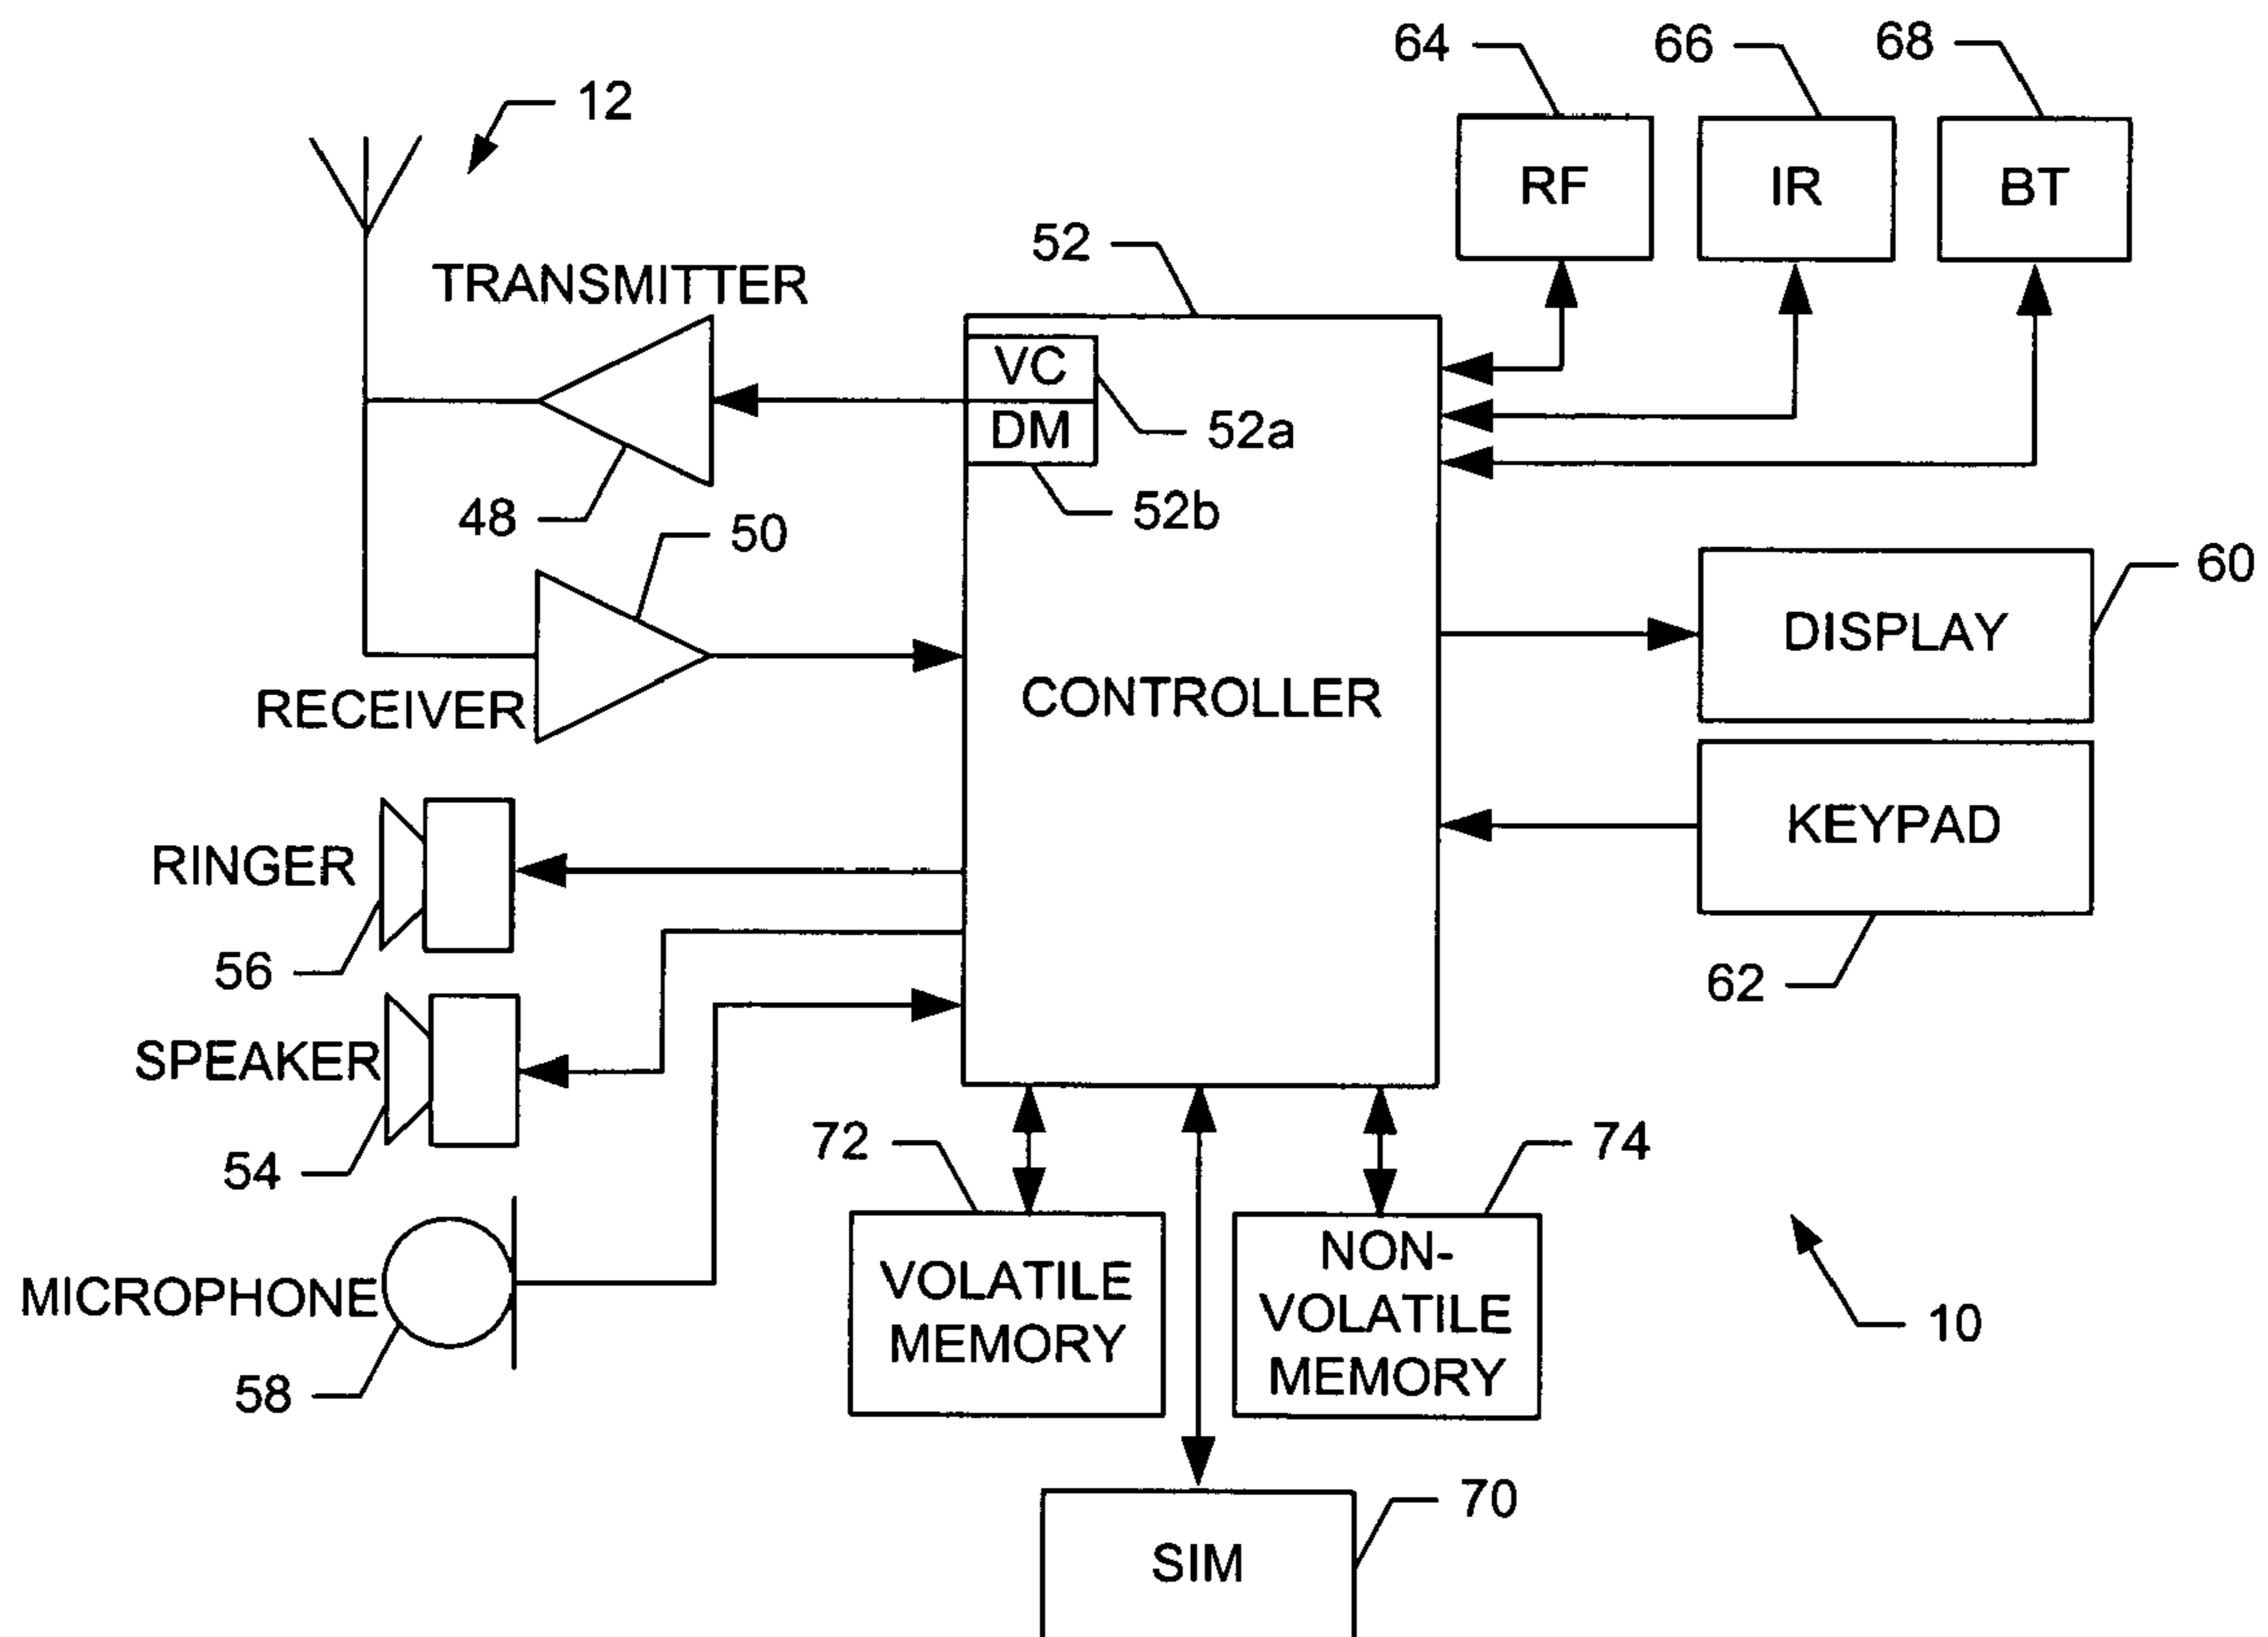 64
66
68
12
RF
IR
BT
52
TRANSMITTER
VC
DM
52a
52b
48
50
60
DISPLAY
RECEIVER
CONTROLLER
KEYPAD
RINGER
56
62
SPEAKER
54
72
74
MICROPHONE
58
VOLATILE
MEMORY
NON-
VOLATILE
MEMORY
10
70
SIM